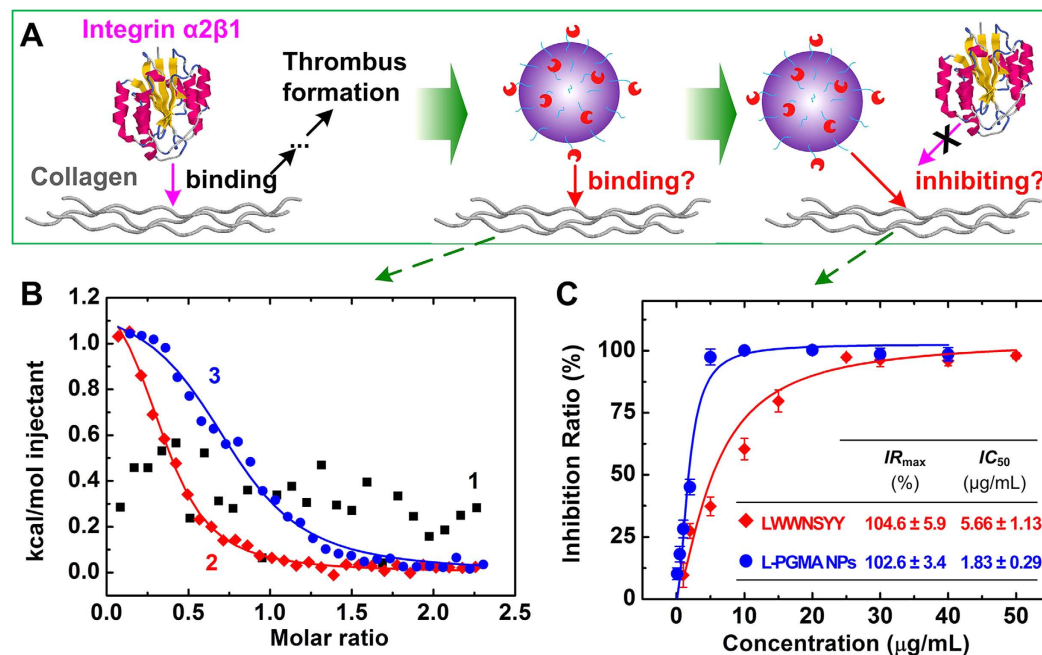 A
Integrin α2β1
Thrombus
formation
...
Collagen
binding
binding?
X
inhibiting?
B
kcal/mol injectant
1.2
1.0
0.8
0.6
0.4
0.2
0.0
3
1
2
0.0 0.5 1.0 1.5 2.0 2.5
Molar ratio
C
Inhibition Ratio (%)
125
100
75
50
25
0
IRmax IC50
(%) (μg/mL)
LWWNSYY 104.6 ± 5.9 5.66 ± 1.13
L-PGMA NPs 102.6 ± 3.4 1.83 ± 0.29
0 10 20 30 40 50
Concentration (μg/mL)